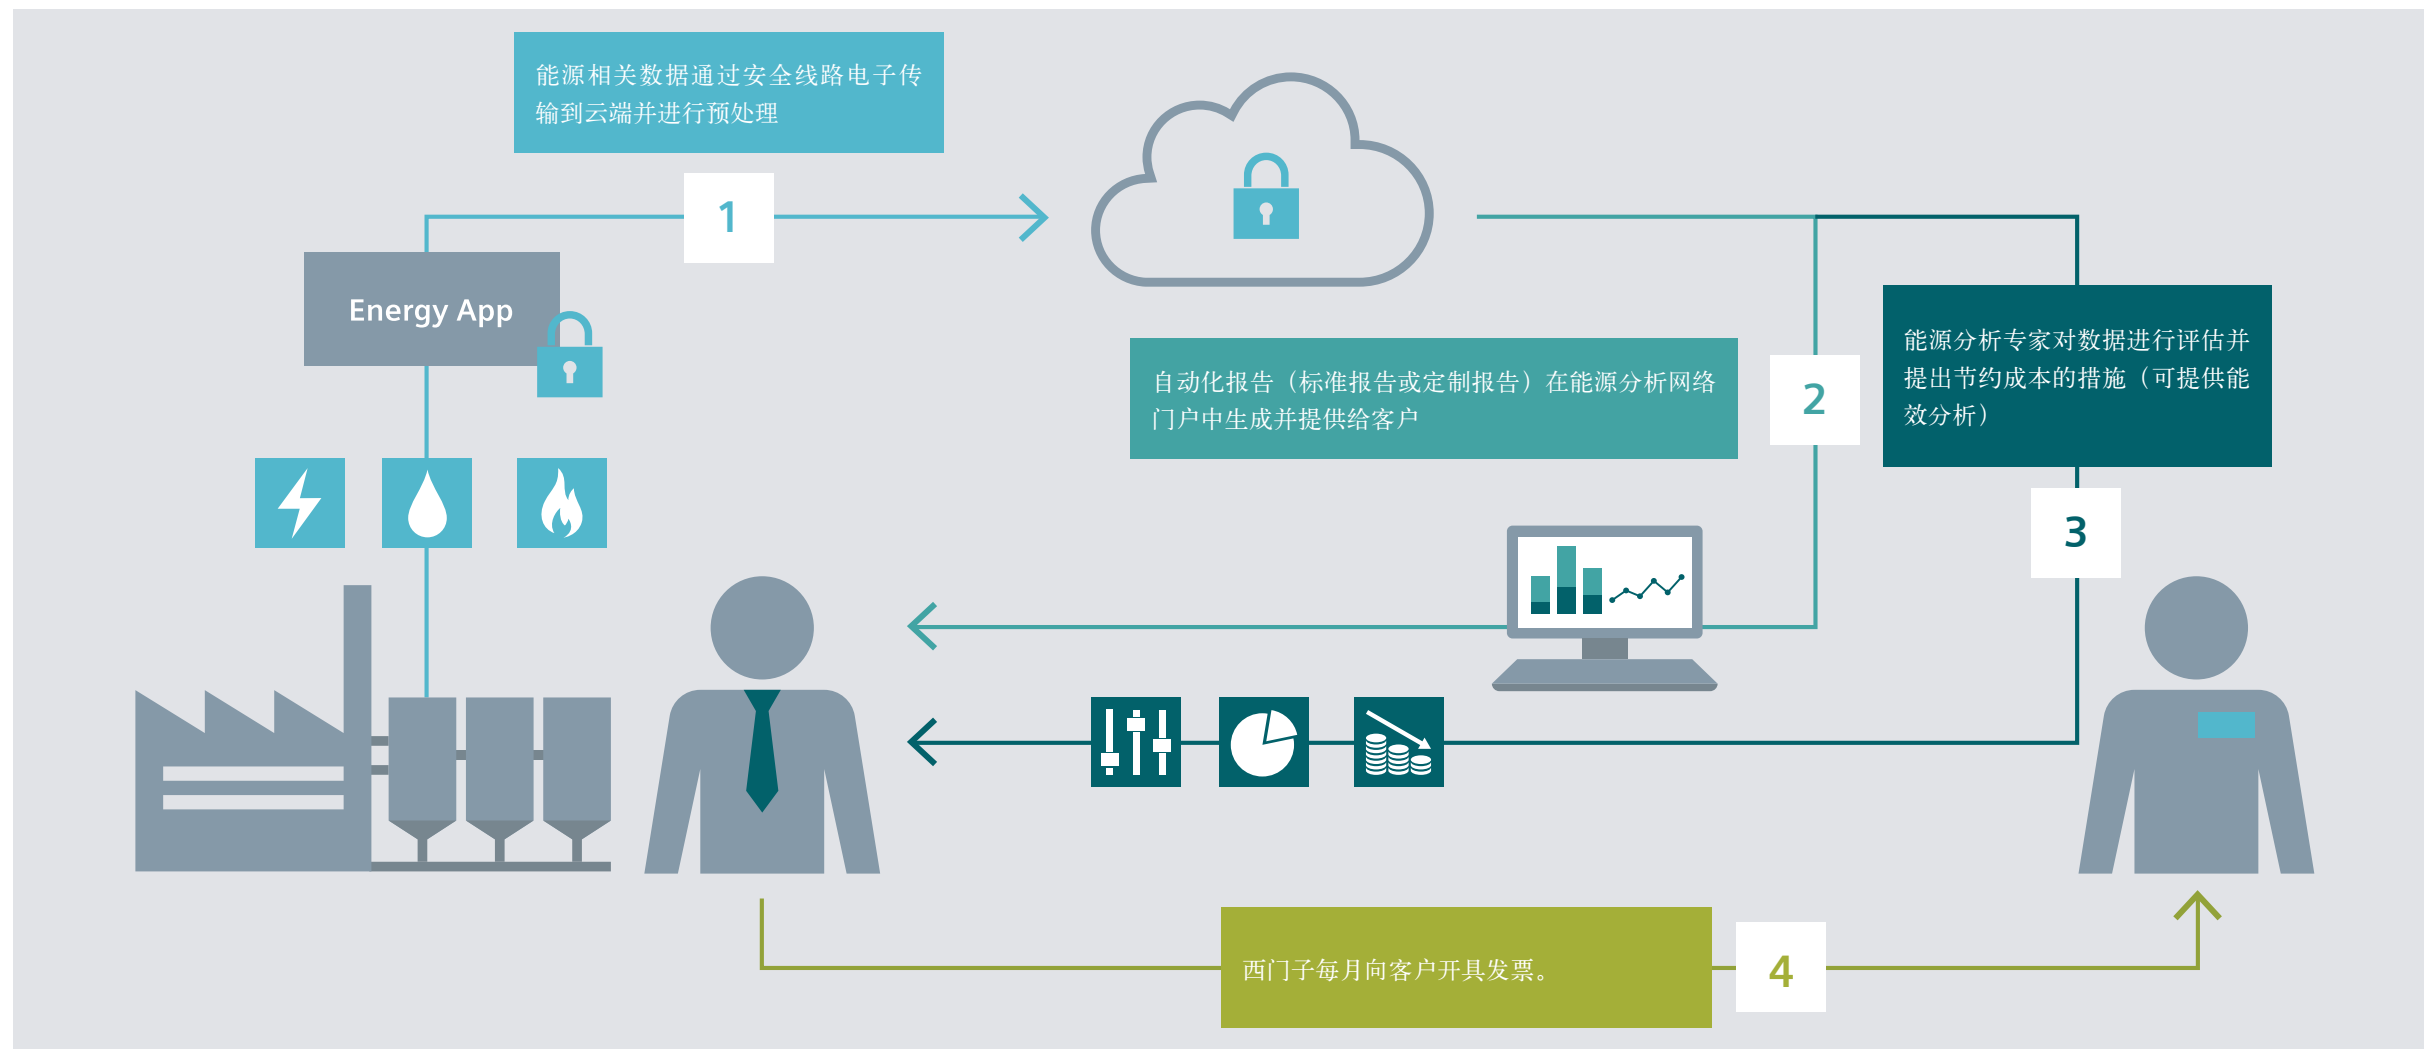 能源相关数据通过安全线路电子传
输到云端并进行预处理
1
Energy App
自动化报告（标准报告或定制报告）在能源分析网络
门户中生成并提供给客户
2
能源分析专家对数据进行评估并
提出节约成本的措施（可提供能
效分析）
3
西门子每月向客户开具发票。
4